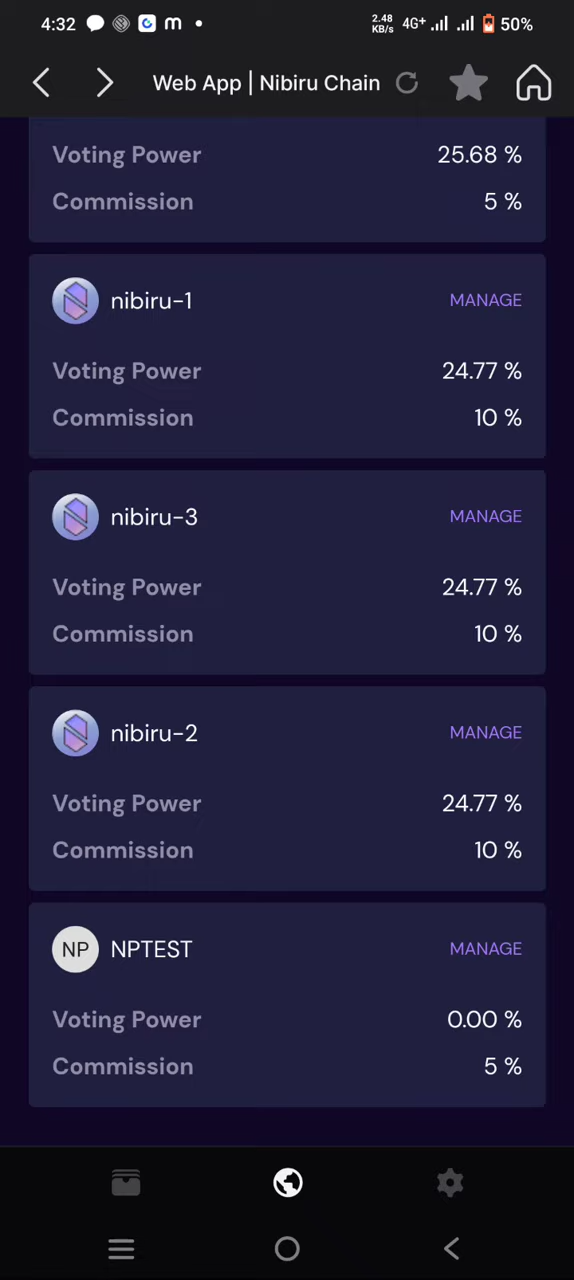 4:32 2.48 KB/s 4G+ 50%
Web App | Nibiru Chain
Voting Power 25.68 %
Commission 5 %
nibiru-1 MANAGE
Voting Power 24.77 %
Commission 10 %
nibiru-3 MANAGE
Voting Power 24.77 %
Commission 10 %
nibiru-2 MANAGE
Voting Power 24.77 %
Commission 10 %
NP NPTEST MANAGE
Voting Power 0.00 %
Commission 5 %